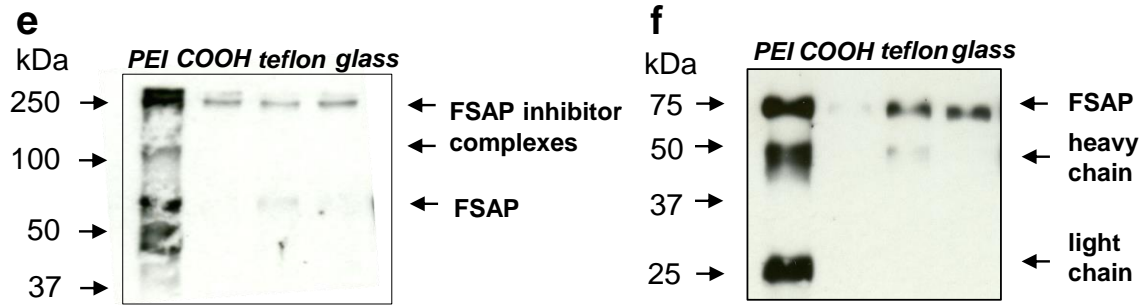 e
kDa
PEI COOH teflon glass
250
100
50
37
FSAP inhibitor
complexes
FSAP
f
kDa
PEI COOH teflon glass
75
50
37
25
FSAP
heavy
chain
light
chain